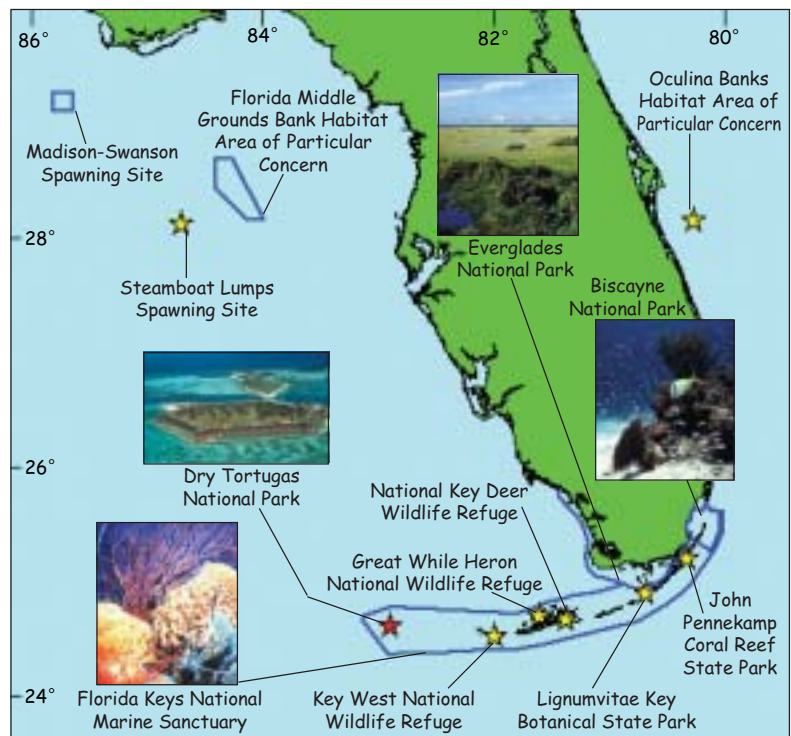 86°
84°
82°
80°
Oculina Banks
Habitat Area of
Particular Concern
Florida Middle
Grounds Bank Habitat
Area of Particular
Concern
Madison-Swanson
Spawning Site
28°
Everglades
National Park
Steamboat Lumps
Spawning Site
Biscayne
National Park
26°
Dry Tortugas
National Park
National Key Deer
Wildlife Refuge
Great While Heron
National Wildlife Refuge
John
Pennekamp
Coral Reef
State Park
24°
Florida Keys National
Marine Sanctuary
Key West National
Wildlife Refuge
Lignumvitae Key
Botanical State Park